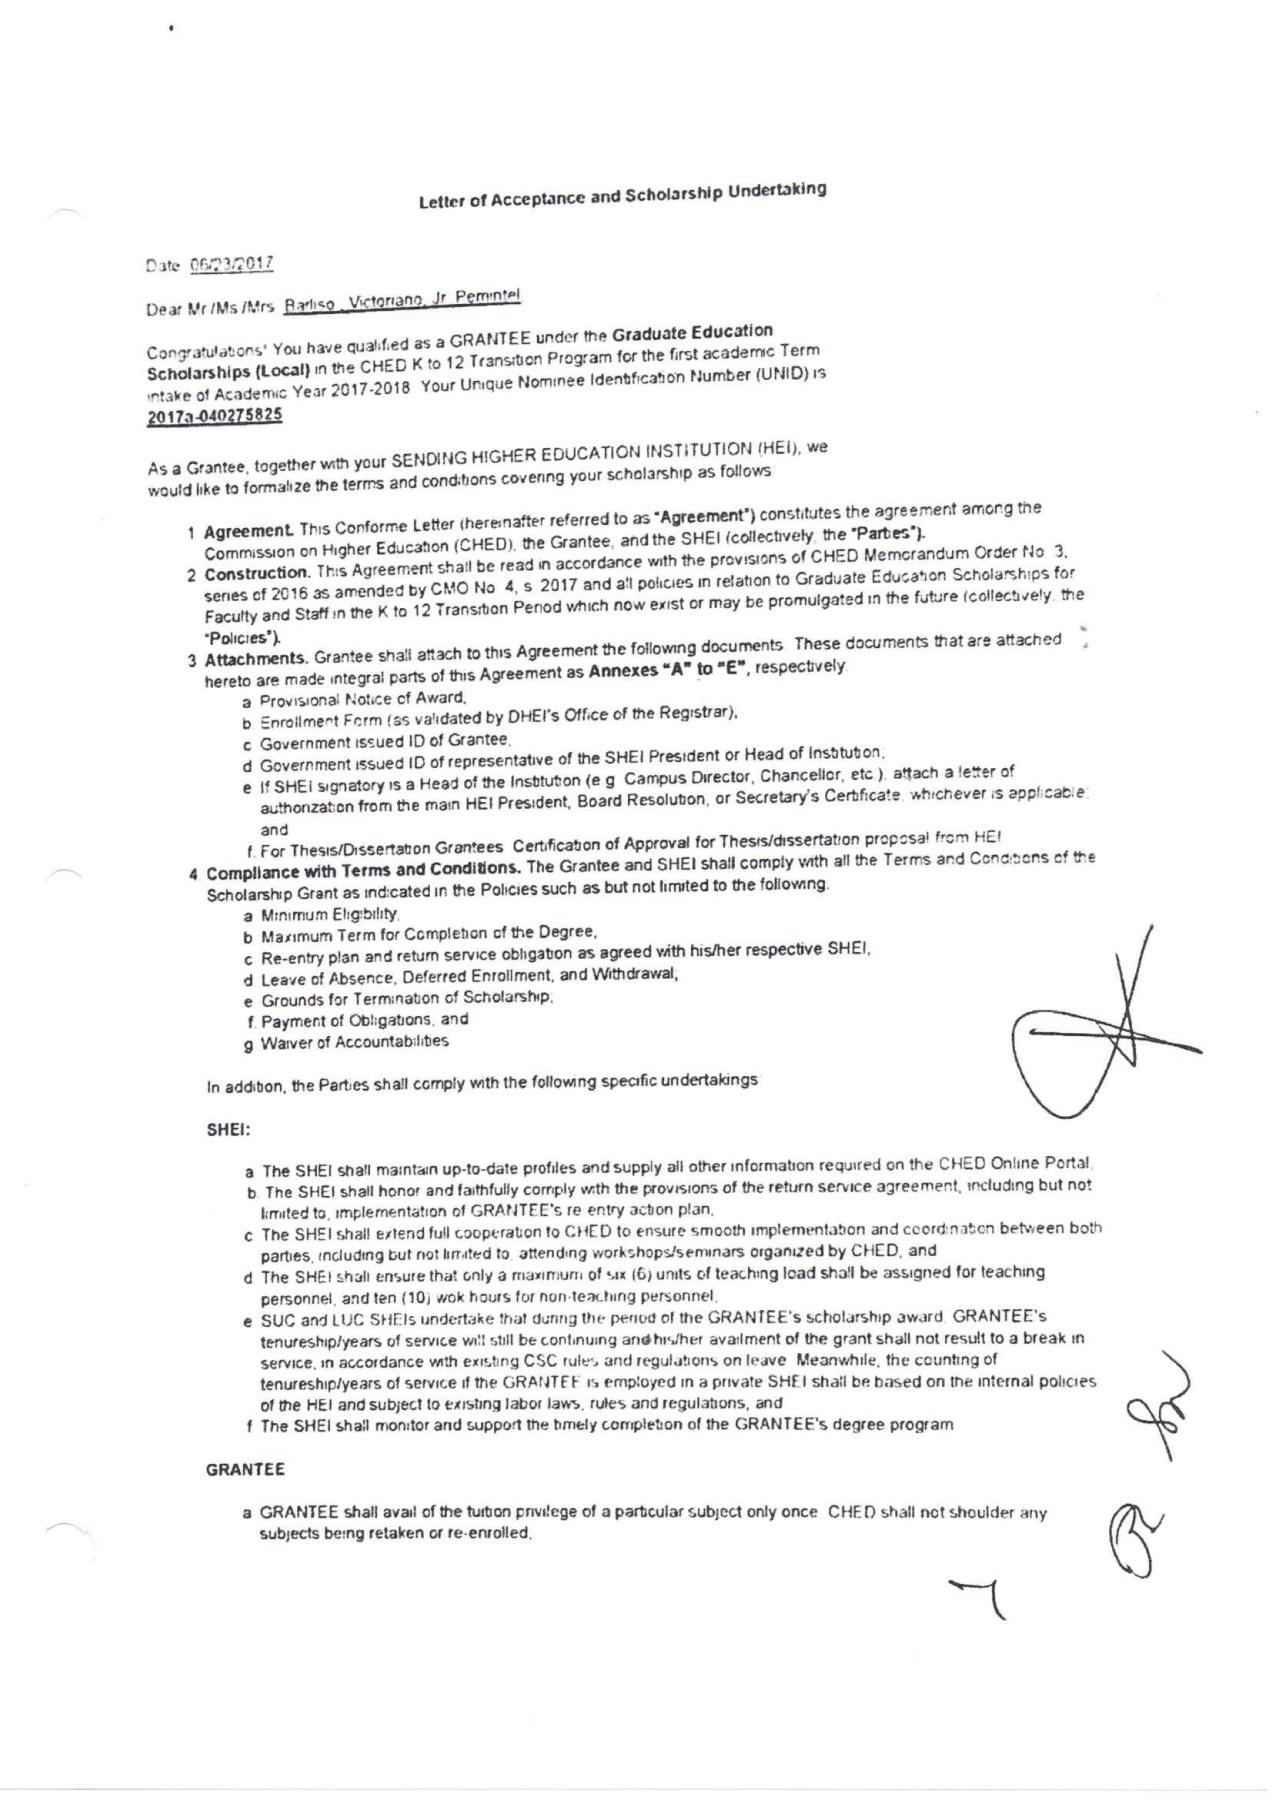 Letter of Acceptance and Scholarship Undertaking
Date 06/23/2017
Dear Mr /Ms /Mrs Barliso , Victoriano, Jr Pemintel
Congratulations' You have qualified as a GRANTEE under the Graduate Education
Scholarships (Local) in the CHED K to 12 Transition Program for the first academic Term
intake of Academic Year 2017-2018 Your Unique Nominee Identification Number (UNID) is
2017a-040275825
As a Grantee, together with your SENDING HIGHER EDUCATION INSTITUTION (HEI), we
would like to formalize the terms and conditions covering your scholarship as follows
1 Agreement. This Conforme Letter (hereinafter referred to as "Agreement") constitutes the agreement among the
Commission on Higher Education (CHED), the Grantee, and the SHEI (collectively, the "Parties").
2 Construction. This Agreement shall be read in accordance with the provisions of CHED Memorandum Order No 3,
series of 2016 as amended by CMO No 4, s 2017 and all policies in relation to Graduate Education Scholarships for
Faculty and Staff in the K to 12 Transition Period which now exist or may be promulgated in the future (collectively, the
"Policies").
3 Attachments. Grantee shall attach to this Agreement the following documents These documents that are attached
hereto are made integral parts of this Agreement as Annexes "A" to "E", respectively
a Provisional Notice of Award,
b Enrollment Form (as validated by DHEI's Office of the Registrar),
c Government issued ID of Grantee,
d Government issued ID of representative of the SHEI President or Head of Institution;
e If SHEI signatory is a Head of the Institution (e g Campus Director, Chancellor, etc ), attach a letter of
authorization from the main HEI President, Board Resolution, or Secretary's Certificate, whichever is applicable;
and
f. For Thesis/Dissertation Grantees Certification of Approval for Thesis/dissertation proposal from HEI
4 Compliance with Terms and Conditions. The Grantee and SHEI shall comply with all the Terms and Conditions of the
Scholarship Grant as indicated in the Policies such as but not limited to the following.
a Minimum Eligibility,
b Maximum Term for Completion of the Degree,
c Re-entry plan and return service obligation as agreed with his/her respective SHEI,
d Leave of Absence, Deferred Enrollment, and Withdrawal;
e Grounds for Termination of Scholarship;
f. Payment of Obligations, and
g Waiver of Accountabilities
In addition, the Parties shall comply with the following specific undertakings
SHEI:
a The SHEI shall maintain up-to-date profiles and supply all other information required on the CHED Online Portal,
b. The SHEI shall honor and faithfully comply with the provisions of the return service agreement, including but not
limited to, implementation of GRANTEE's re entry action plan,
c The SHEI shall extend full cooperation to CHED to ensure smooth implementation and coordination between both
parties, including but not limited to, attending workshops/seminars organized by CHED, and
d The SHEI shall ensure that only a maximum of six (6) units of teaching load shall be assigned for teaching
personnel, and ten (10) wok hours for non-teaching personnel,
e SUC and LUC SHEIs undertake that during the period of the GRANTEE's scholarship award, GRANTEE's
tenureship/years of service will still be continuing and his/her availment of the grant shall not result to a break in
service, in accordance with existing CSC rules and regulations on leave Meanwhile, the counting of
tenureship/years of service if the GRANTEE is employed in a private SHEI shall be based on the internal policies
of the HEI and subject to existing labor laws, rules and regulations, and
f The SHEI shall monitor and support the timely completion of the GRANTEE's degree program
GRANTEE
a GRANTEE shall avail of the tuition privilege of a particular subject only once CHED shall not shoulder any
subjects being retaken or re-enrolled,